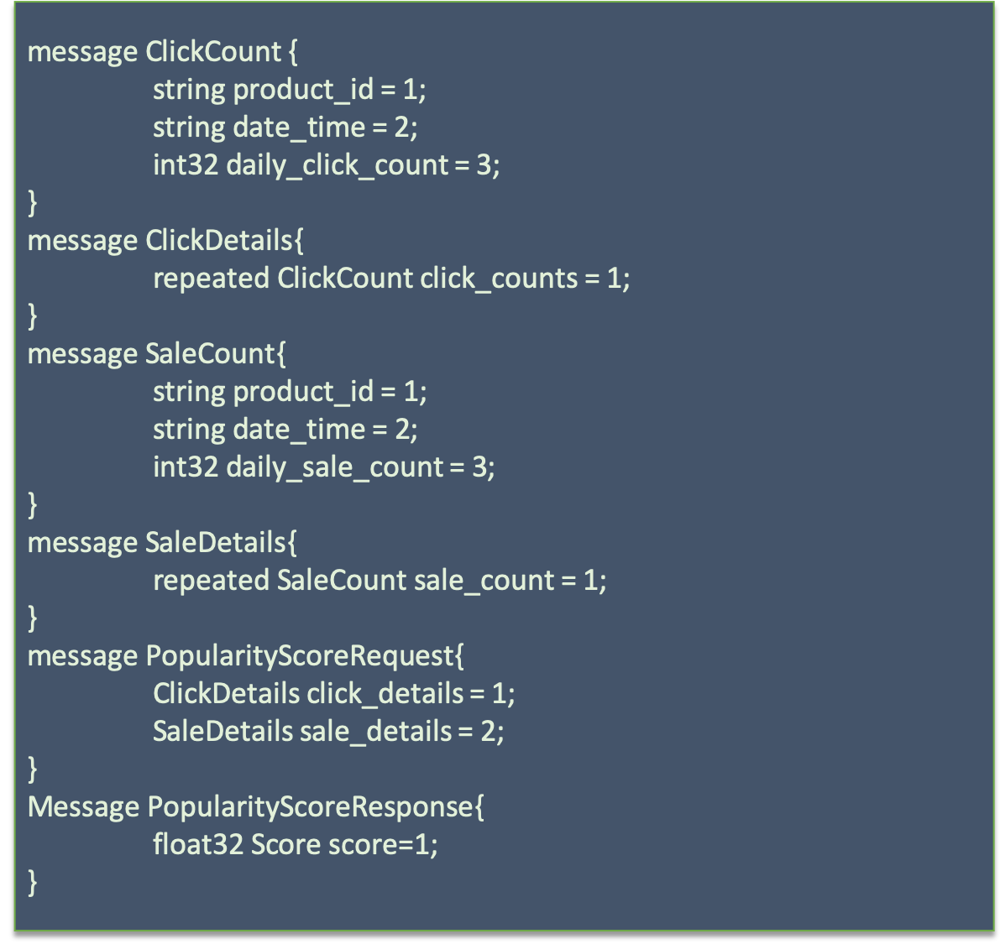 message ClickCount {
string product_id = 1;
string date_time = 2;
int32 daily_click_count = 3;
}
message ClickDetails{
repeated ClickCount click_counts = 1;
}
message SaleCount{
string product_id = 1;
string date_time = 2;
int32 daily_sale_count = 3;
}
message SaleDetails{
repeated SaleCount sale_count = 1;
}
message PopularityScoreRequest{
ClickDetails click_details = 1;
SaleDetails sale_details = 2;
}
Message PopularityScoreResponse{
float32 Score score=1;
}